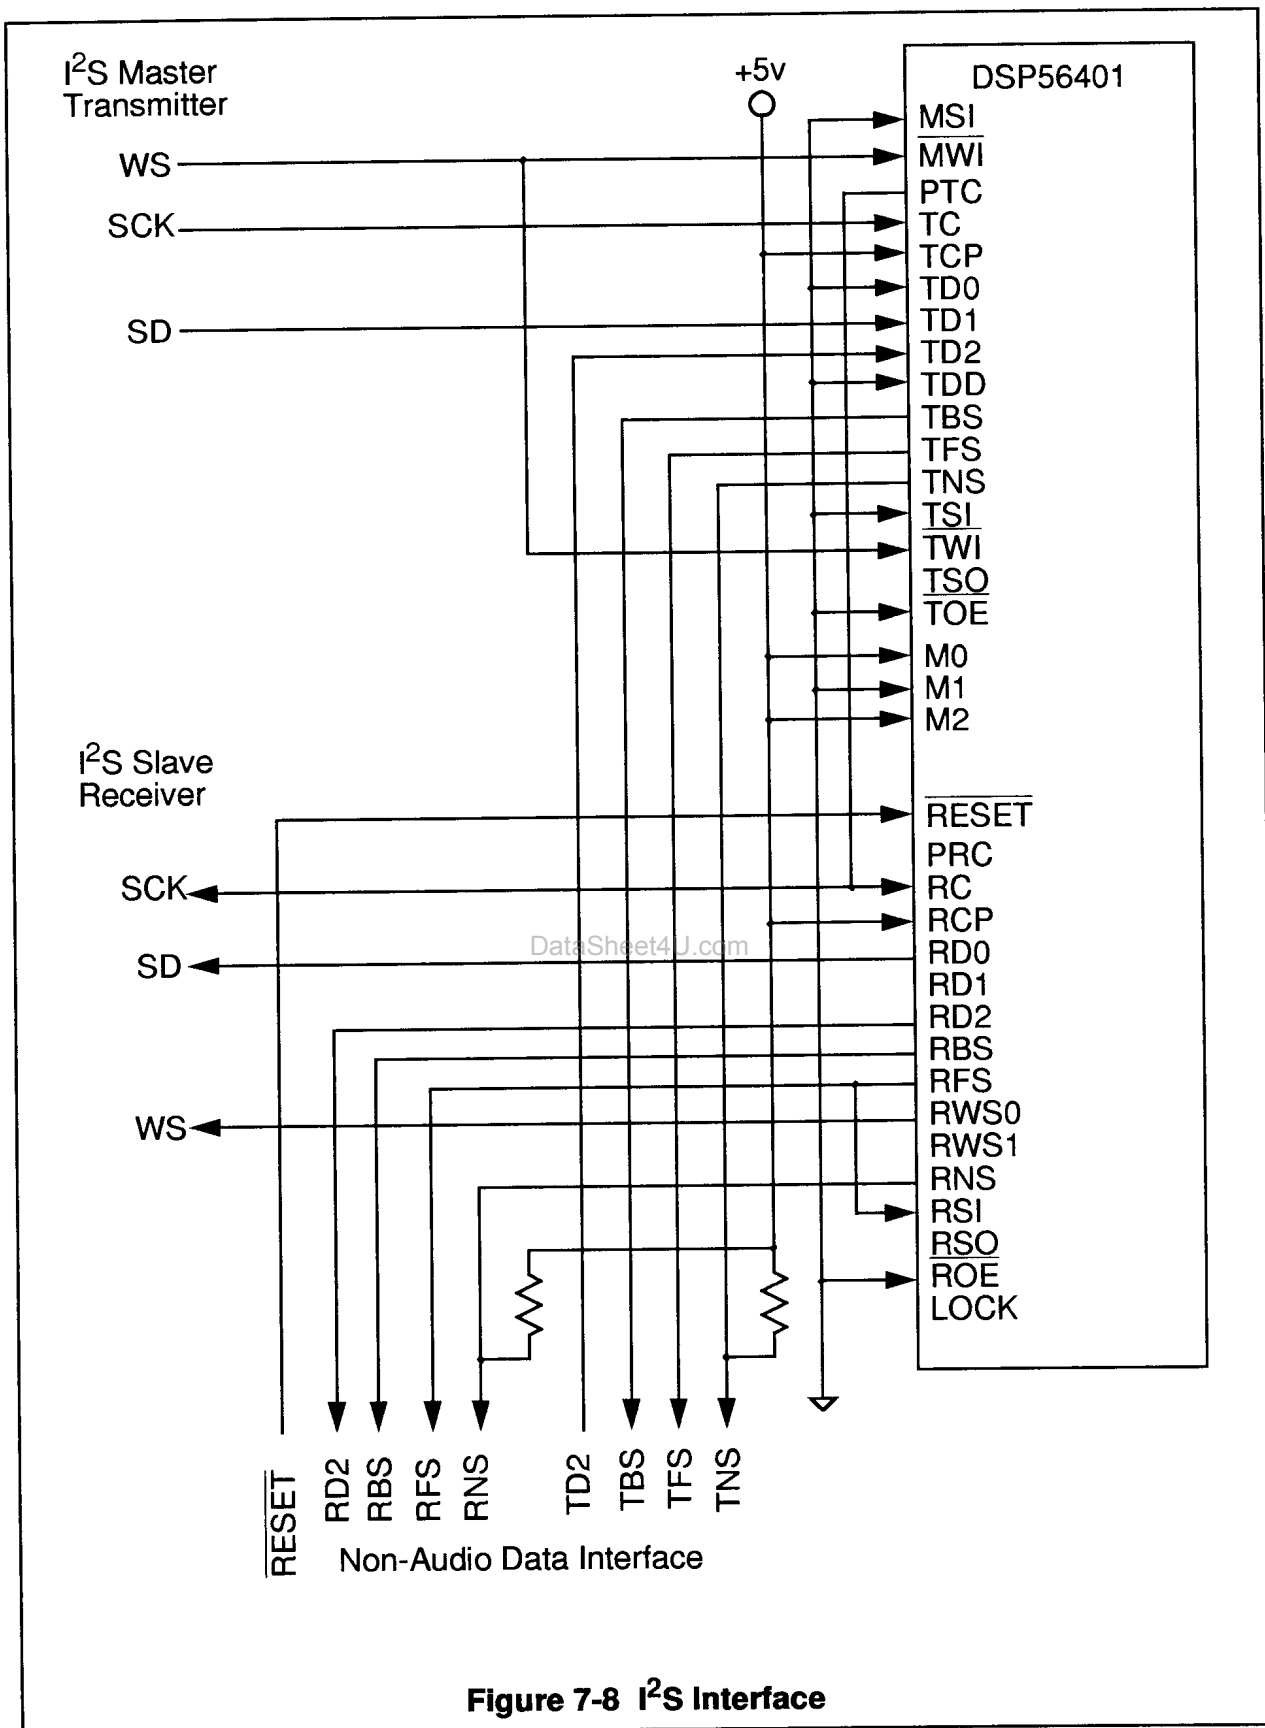 I²S Master
Transmitter
+5v
DSP56401
WS
SCK
SD
MSI
MWI
PTC
TC
TCP
TD0
TD1
TD2
TDD
TBS
TFS
TNS
TSI
TWI
TSO
TOE
M0
M1
M2
I²S Slave
Receiver
SCK
SD
WS
RESET
PRC
RC
RCP
RD0
RD1
RD2
RBS
RFS
RWS0
RWS1
RNS
RSI
RSO
ROE
LOCK
DataSheet4U.com
RESET
RD2
RBS
RFS
RNS
TD2
TBS
TFS
TNS
Non-Audio Data Interface
Figure 7-8 I²S Interface